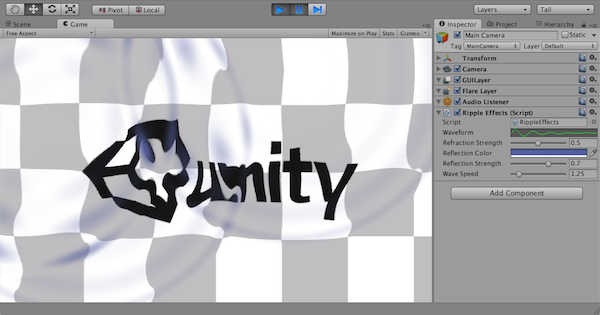 Pivot
Local
Layers
Tall
Scene
Game
Inspector
Project
Hierarchy
Free Aspect
Maximize on Play
Stats
Gizmos
Main Camera
Static
Tag
MainCamera
Layer
Default
Transform
Camera
GUILayer
Flare Layer
Audio Listener
Ripple Effects (Script)
Script
RippleEffects
Waveform
Refraction Strength
0.5
Reflection Color
Reflection Strength
0.7
Wave Speed
1.25
Add Component
unity